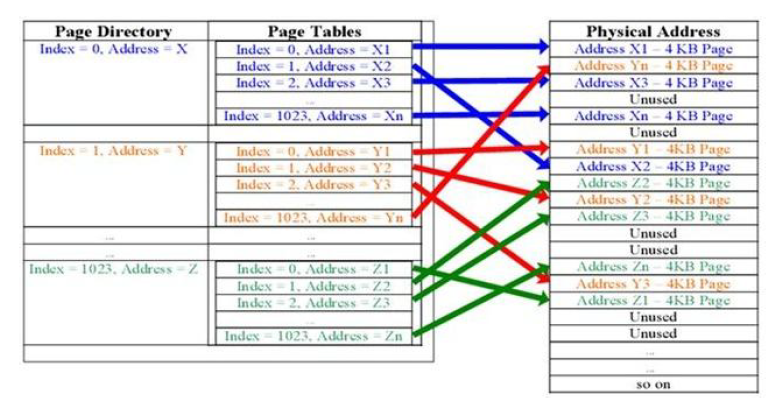 Page Directory Page Tables Physical Address
Index = 0, Address = X Index = 0, Address = X1 Address X1 – 4 KB Page
Index = 1, Address = X2 Address Yn – 4 KB Page
Index = 2, Address = X3 Address X3 – 4 KB Page
... Unused
Index = 1023, Address = Xn Address Xn – 4 KB Page
Unused
Index = 1, Address = Y Index = 0, Address = Y1 Address Y1 – 4KB Page
Index = 1, Address = Y2 Address X2 – 4KB Page
Index = 2, Address = Y3 Address Z2 – 4KB Page
... Address Y2 – 4KB Page
Index = 1023, Address = Yn Address Z3 – 4KB Page
... ... Unused
... ... Unused
Index = 1023, Address = Z Index = 0, Address = Z1 Address Zn – 4KB Page
Index = 1, Address = Z2 Address Y3 – 4KB Page
Index = 2, Address = Z3 Address Z1 – 4KB Page
... Unused
Index = 1023, Address = Zn Unused
...
...
so on